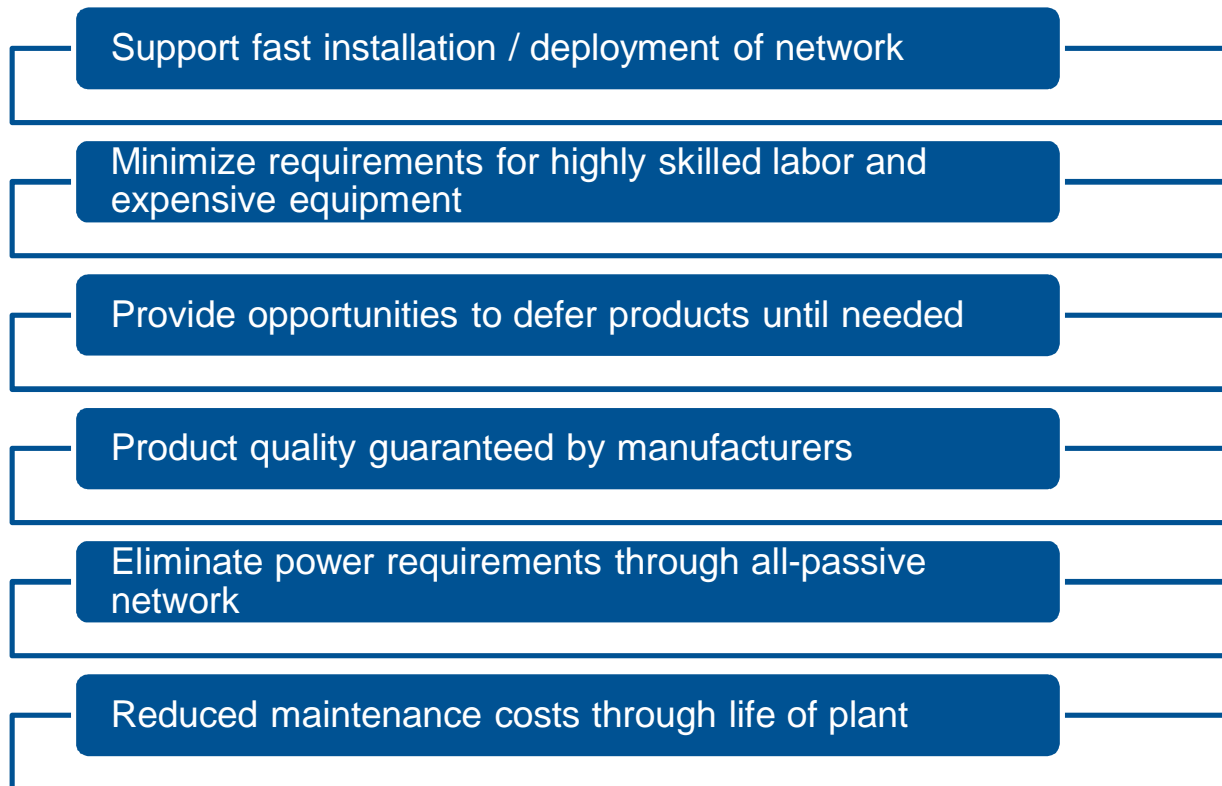 Support fast installation / deployment of network
Minimize requirements for highly skilled labor and
expensive equipment
Provide opportunities to defer products until needed
Product quality guaranteed by manufacturers
Eliminate power requirements through all-passive
network
Reduced maintenance costs through life of plant